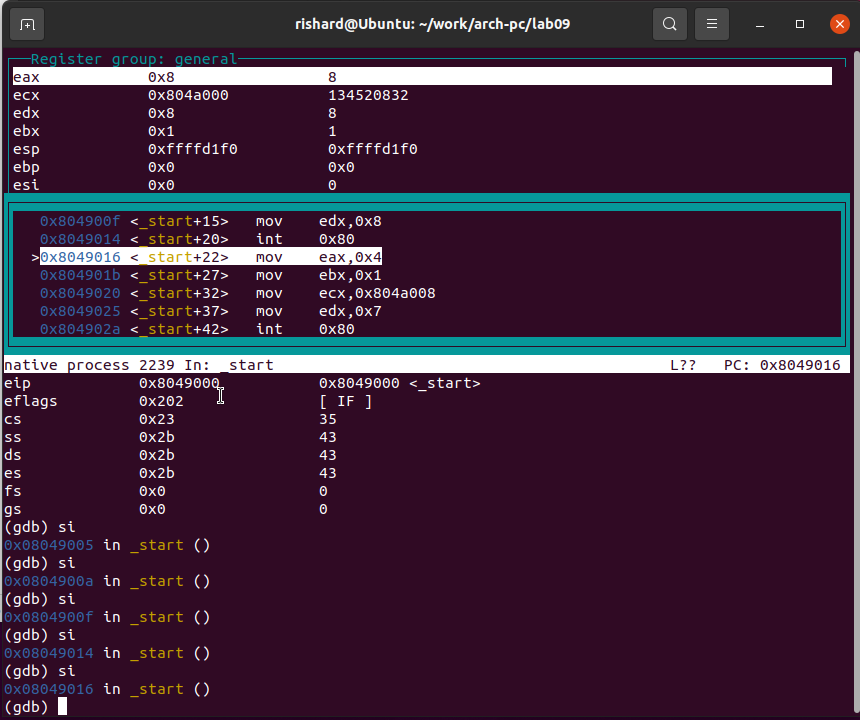 rishard@Ubuntu: ~/work/arch-pc/lab09
Register group: general
eax 0x8 8
ecx 0x804a000 134520832
edx 0x8 8
ebx 0x1 1
esp 0xffffd1f0 0xffffd1f0
ebp 0x0 0x0
esi 0x0 0
0x804900f <_start+15> mov edx,0x8
0x8049014 <_start+20> int 0x80
>0x8049016 <_start+22> mov eax,0x4
0x804901b <_start+27> mov ebx,0x1
0x8049020 <_start+32> mov ecx,0x804a008
0x8049025 <_start+37> mov edx,0x7
0x804902a <_start+42> int 0x80
native process 2239 In: _start L?? PC: 0x8049016
eip 0x8049000 0x8049000 <_start>
eflags 0x202 [ IF ]
cs 0x23 35
ss 0x2b 43
ds 0x2b 43
es 0x2b 43
fs 0x0 0
gs 0x0 0
(gdb) si
0x08049005 in _start ()
(gdb) si
0x0804900a in _start ()
(gdb) si
0x0804900f in _start ()
(gdb) si
0x08049014 in _start ()
(gdb) si
0x08049016 in _start ()
(gdb)